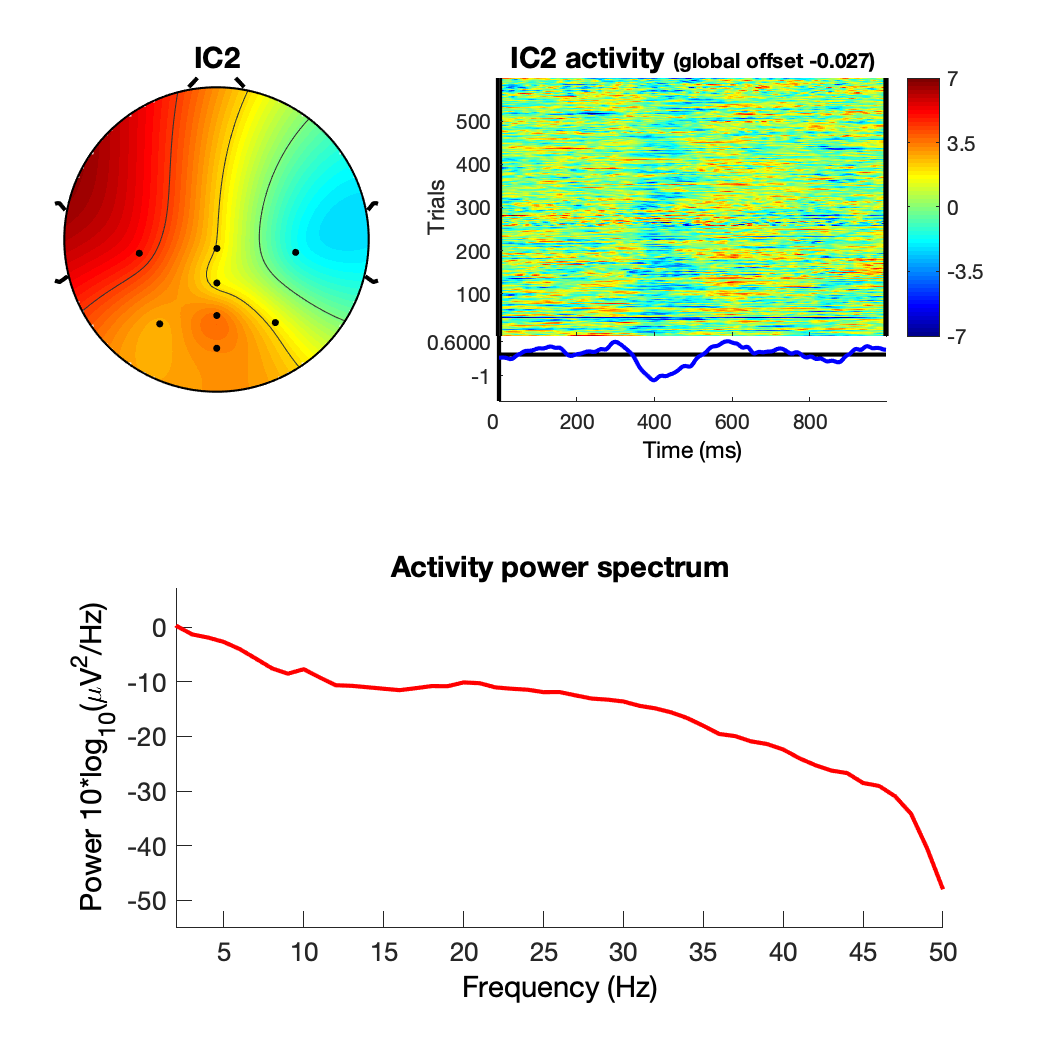 IC2
IC2 activity (global offset -0.027)
Trials
500
400
300
200
100
7
3.5
0
-3.5
-7
0.6000
-1
0 200 400 600 800
Time (ms)
Activity power spectrum
Power 10*log10(μV2/Hz)
0
-10
-20
-30
-40
-50
5 10 15 20 25 30 35 40 45 50
Frequency (Hz)